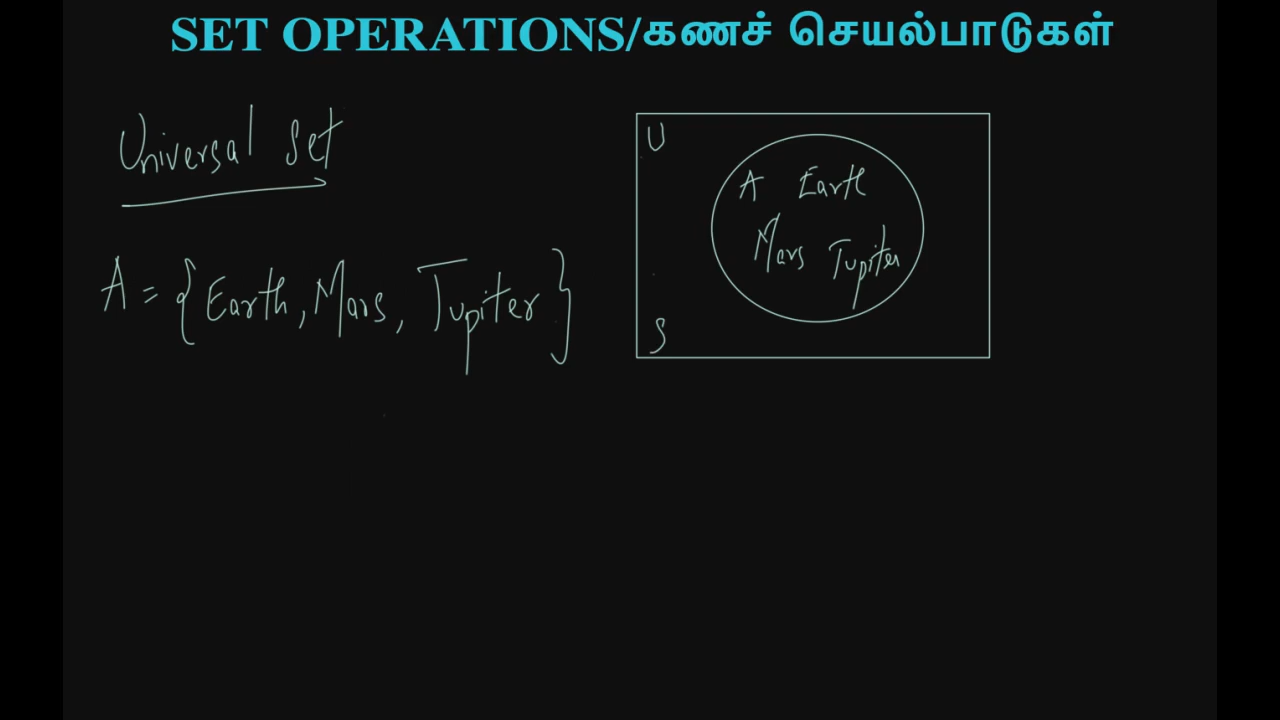 SET OPERATIONS/கணச் செயல்பாடுகள்
Universal Set
A = {Earth, Mars, Jupiter}
U
A Earth
Mars Jupiter
S